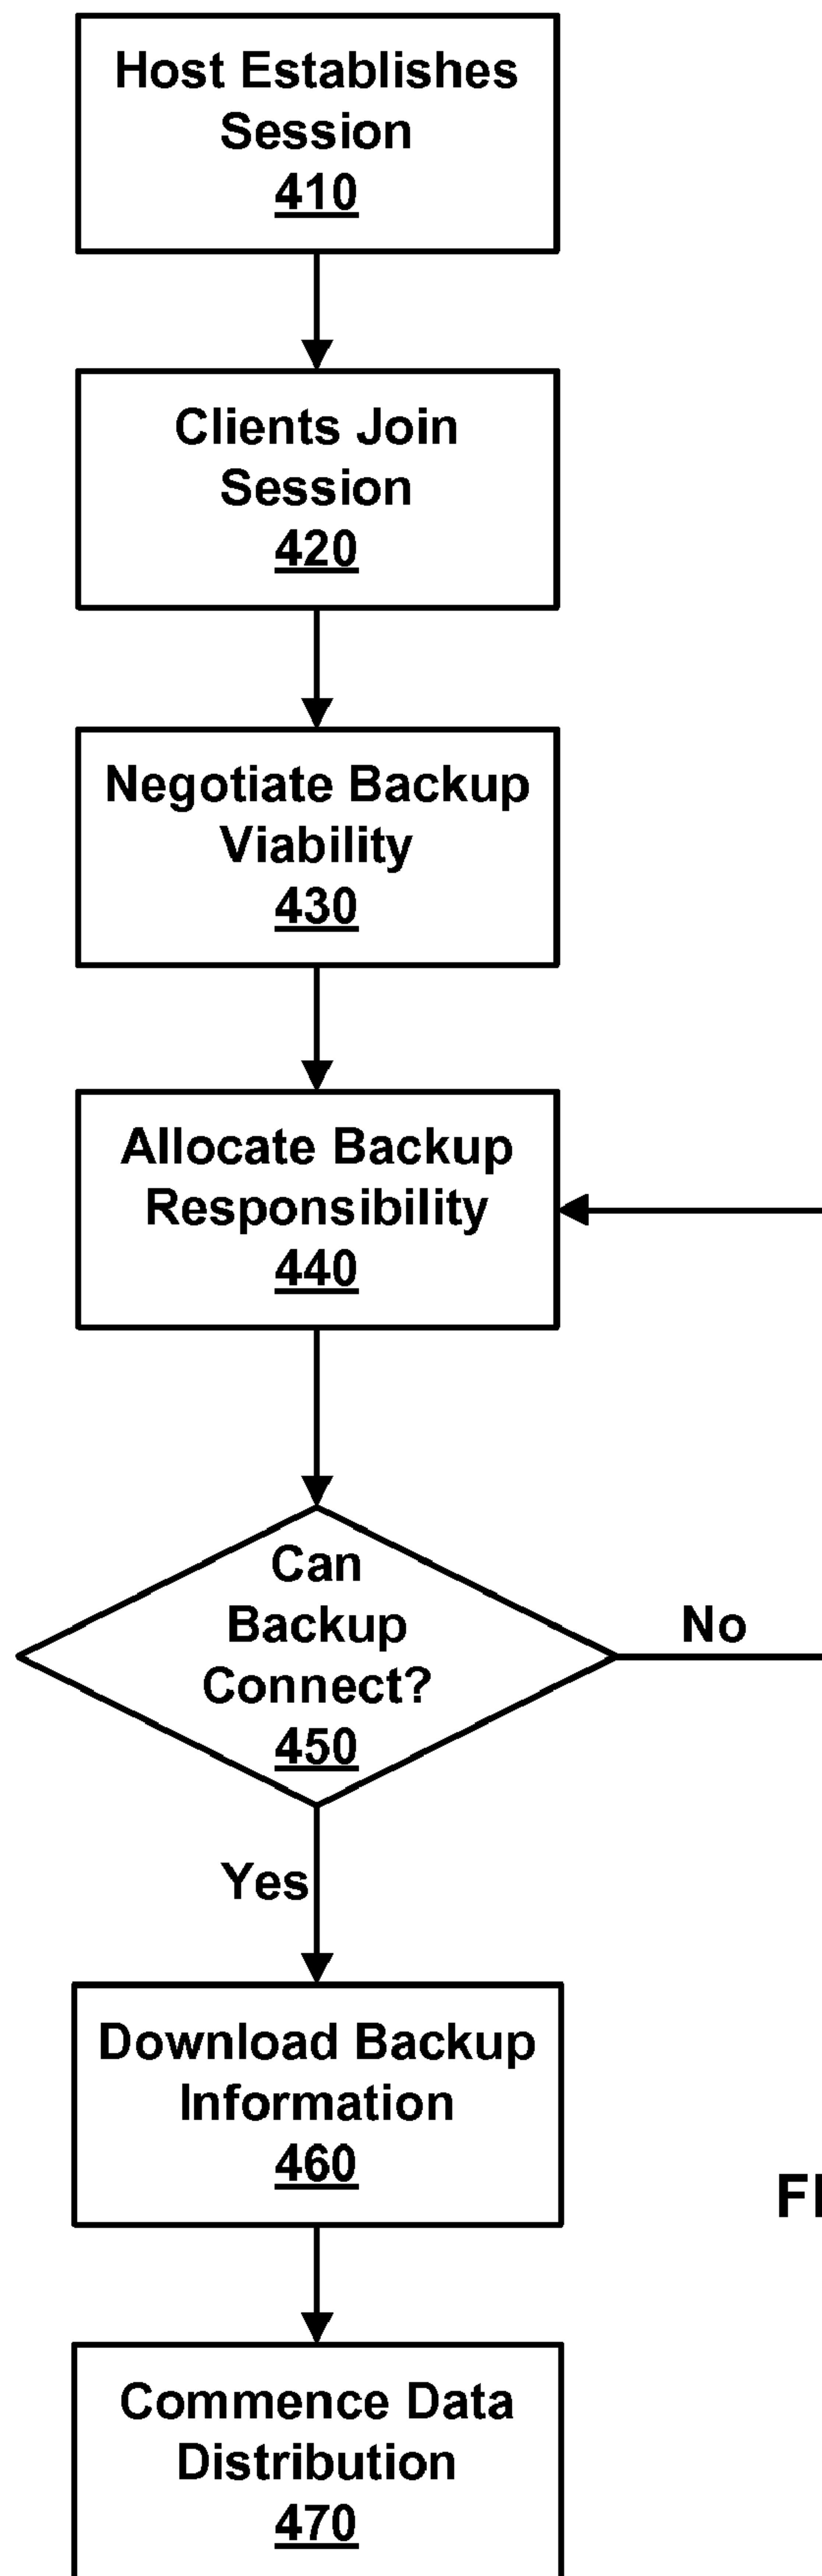 Host Establishes
Session
410
Clients Join
Session
420
Negotiate Backup
Viability
430
Allocate Backup
Responsibility
440
Can
Backup
Connect?
450
No
Yes
Download Backup
Information
460
Commence Data
Distribution
470